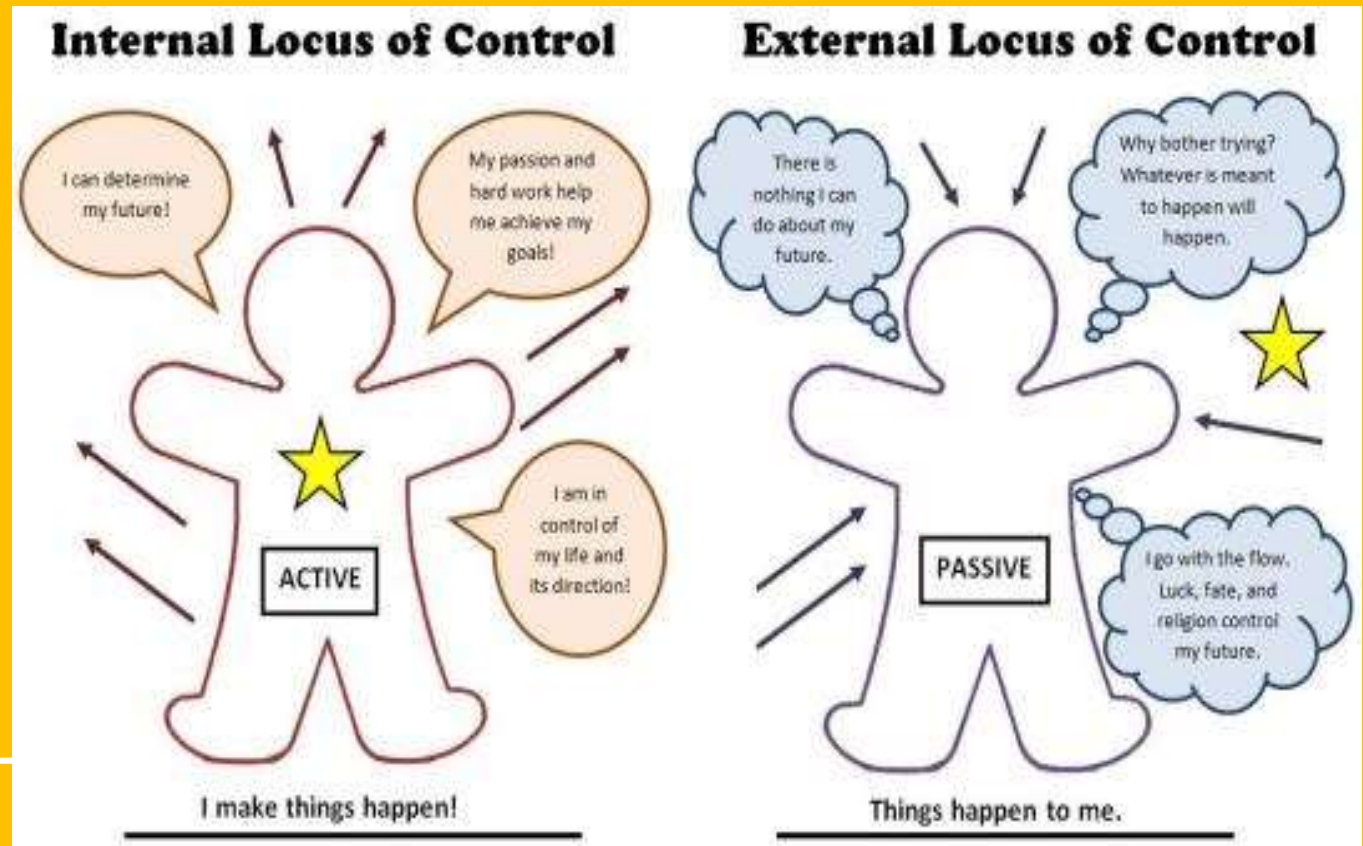 Internal Locus of Control
I can determine
my future!
My passion and
hard work help
me achieve my
goals!
I am in
control of
my life and
its direction!
ACTIVE
I make things happen!
External Locus of Control
There is
nothing I can
do about my
future.
Why bother trying?
Whatever is meant
to happen will
happen.
PASSIVE
I go with the flow.
Luck, fate, and
religion control
my future.
Things happen to me.